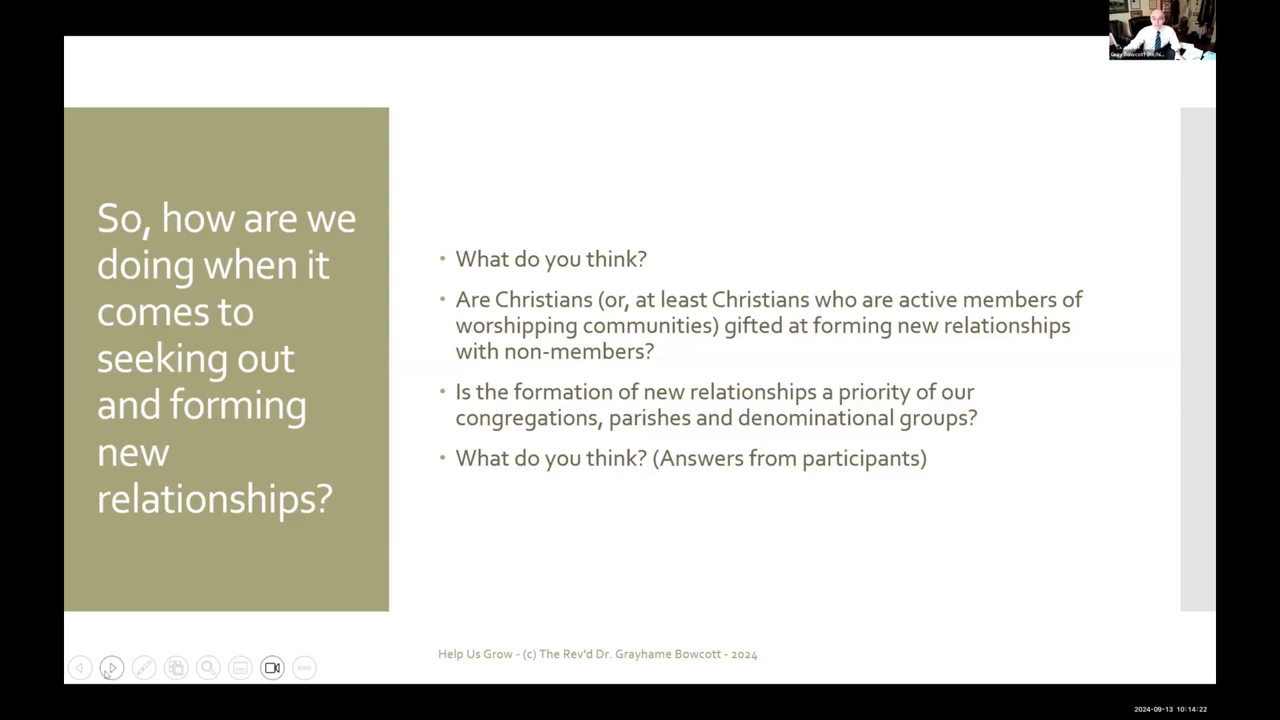 So, how are we
doing when it
comes to
seeking out
and forming
new
relationships?
• What do you think?
• Are Christians (or, at least Christians who are active members of
worshipping communities) gifted at forming new relationships
with non-members?
• Is the formation of new relationships a priority of our
congregations, parishes and denominational groups?
• What do you think? (Answers from participants)
Help Us Grow - (c) The Rev'd Dr. Grayhame Bowcott - 2024
2024-09-13 10:14:22